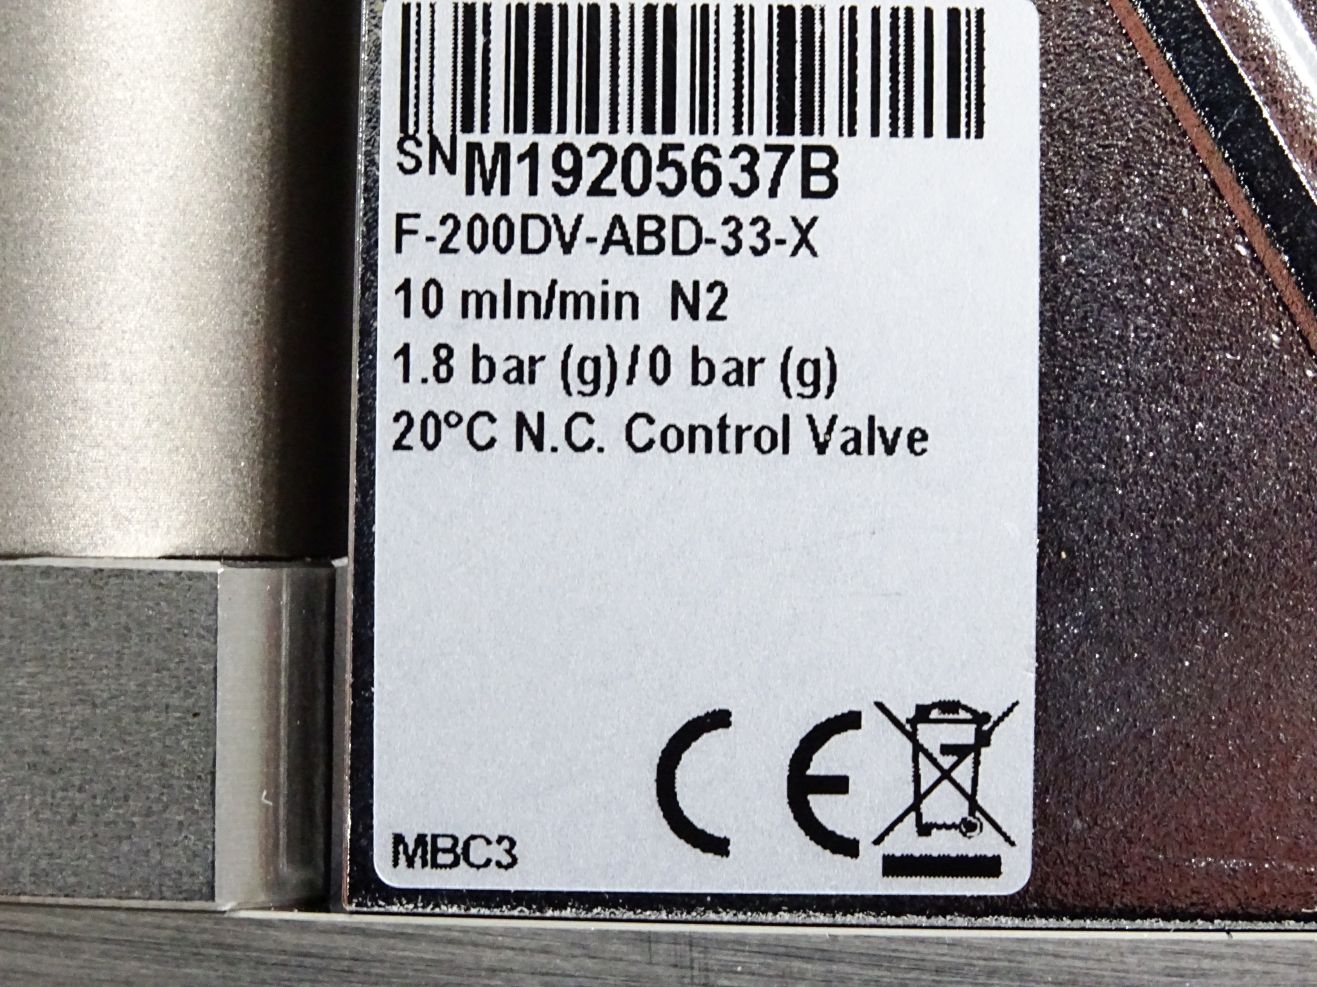 SN M19205637B
F-200DV-ABD-33-X
10 mln/min N2
1.8 bar (g)/0 bar (g)
20°C N.C. Control Valve
CE
MBC3